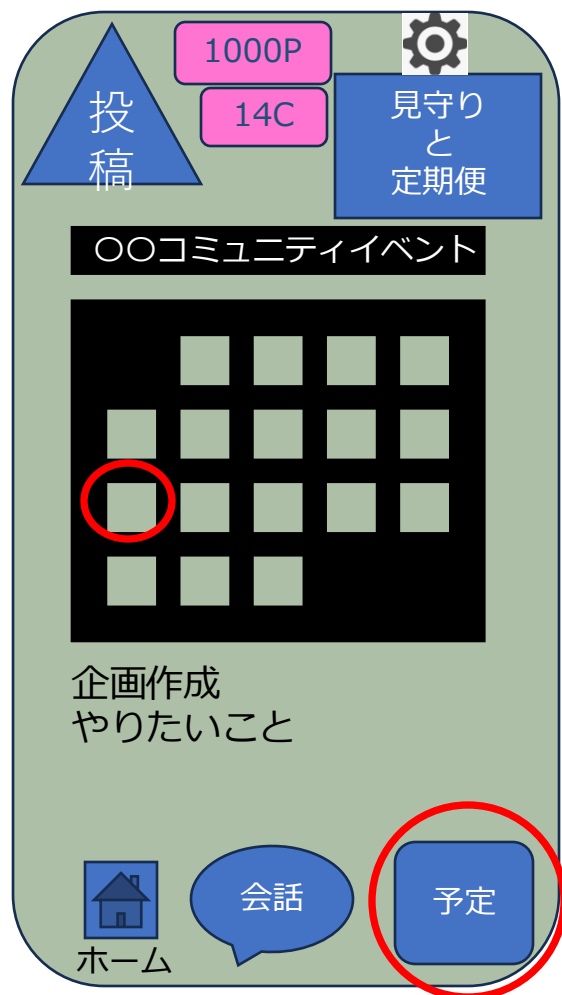 投
稿
1000P
14C
見守り
と
定期便
〇〇コミュニティイベント
企画作成
やりたいこと
ホーム
会話
予定